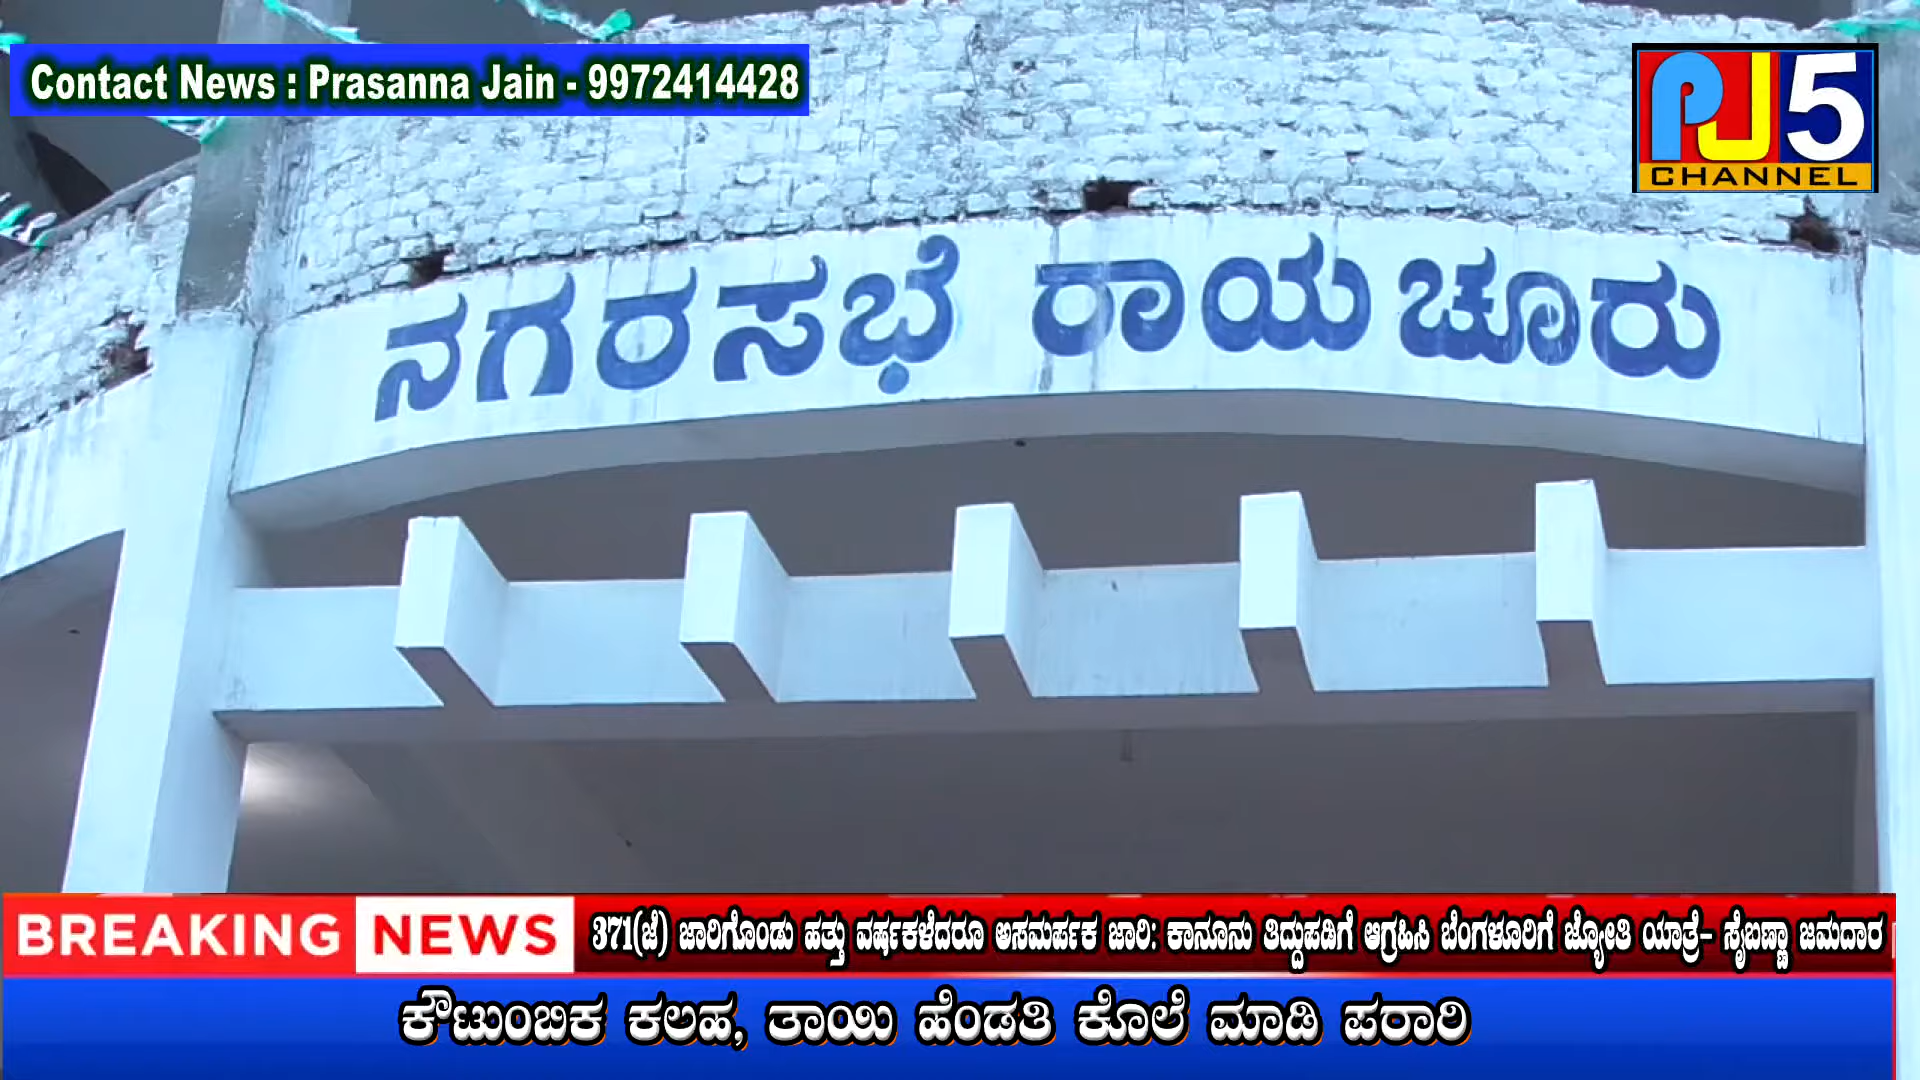 Contact News : Prasanna Jain - 9972414428
PJ5
CHANNEL
ನಗರಸಭೆ ರಾಯಚೂರು
BREAKING NEWS
371(ಜೆ) ಜಾರಿಗೊಂಡು ಹತ್ತು ವರ್ಷಕಳೆದರೂ ಅಸಮರ್ಪಕ ಜಾರಿ: ಕಾನೂನು ತಿದ್ದುಪಡಿಗೆ ಆಗ್ರಹಿಸಿ ಬೆಂಗಳೂರಿಗೆ ಜ್ಯೋತಿ ಯಾತ್ರೆ- ಸೈಬಣ್ಣಾ ಜಮದಾರ
ಕೌಟುಂಬಿಕ ಕಲಹ, ತಾಯಿ ಹೆಂಡತಿ ಕೊಲೆ ಮಾಡಿ ಪರಾರಿ